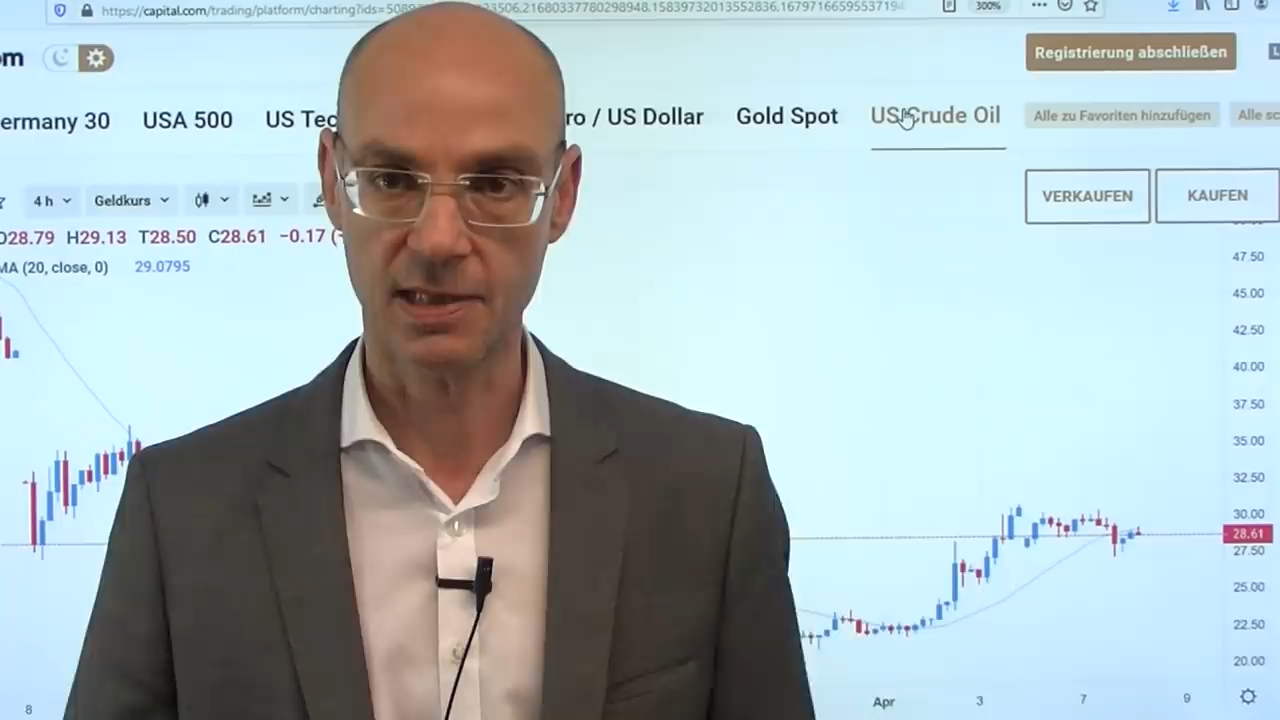 https://capital.com/trading/platform/charting?ids=
300%
om
Registrierung abschließen
ermany 30 USA 500 US Tec ro / US Dollar Gold Spot US Crude Oil
Alle zu Favoriten hinzufügen
4 h Geldkurs
VERKAUFEN KAUFEN
O28.79 H29.13 T28.50 C28.61 −0.17
MA (20, close, 0) 29.0795
47.50
45.00
42.50
40.00
37.50
35.00
32.50
30.00
28.61
27.50
25.00
22.50
20.00
8 Apr 3 7 9